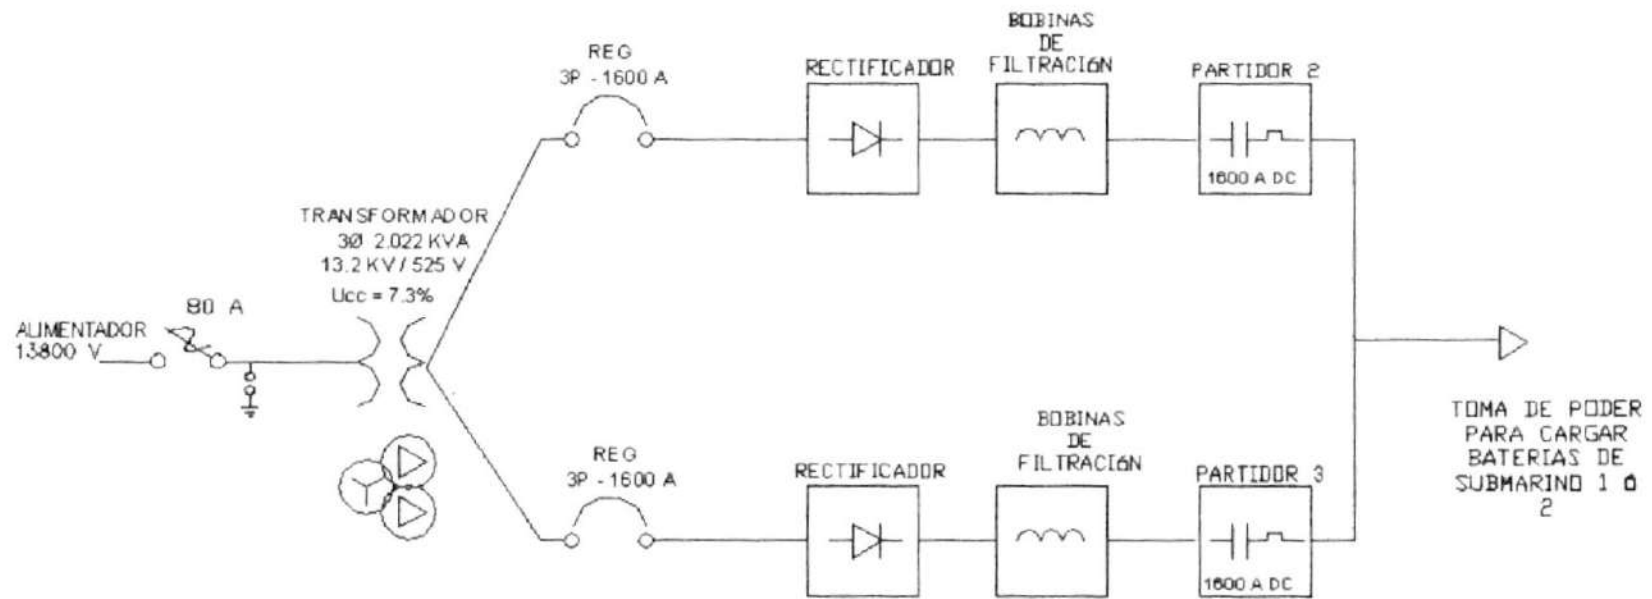 BOBINAS
DE
FILTRACIóN
REG
3P - 1600 A
RECTIFICADOR
PARTIDOR 2
1600 A DC
TRANSFORMADOR
3Ø 2.022 KVA
13.2 KV / 525 V
Ucc = 7.3%
80 A
ALIMENTADOR
13800 V
REG
3P - 1600 A
RECTIFICADOR
BOBINAS
DE
FILTRACIóN
PARTIDOR 3
1600 A DC
TOMA DE PODER
PARA CARGAR
BATERIAS DE
SUBMARINO 1 ó
2